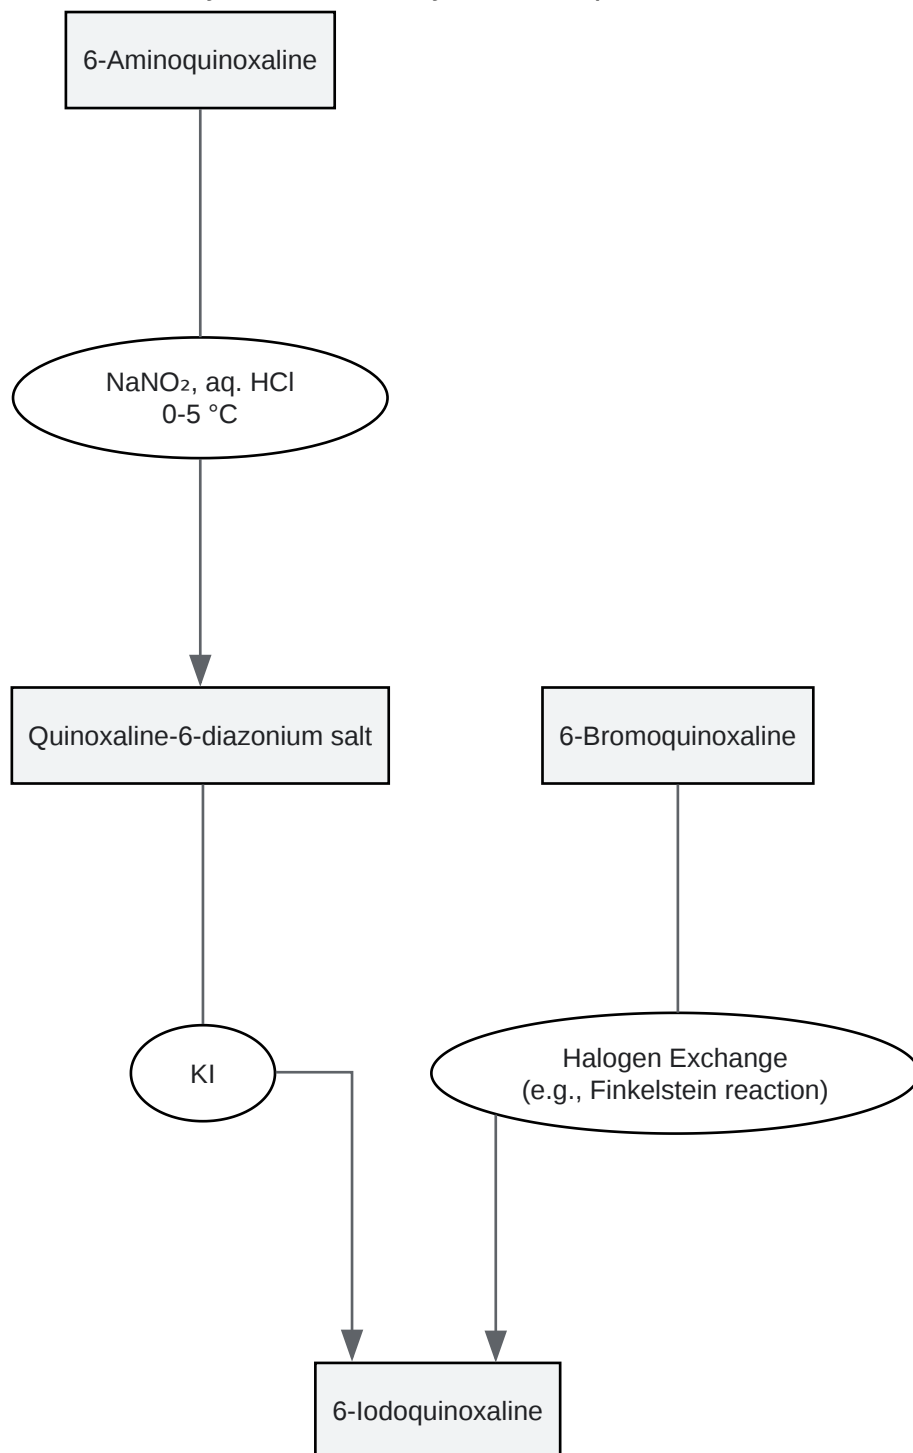 6-Aminoquinoxaline
NaNO₂, aq. HCl
0-5 °C
Quinoxaline-6-diazonium salt
6-Bromoquinoxaline
KI
Halogen Exchange
(e.g., Finkelstein reaction)
6-Iodoquinoxaline